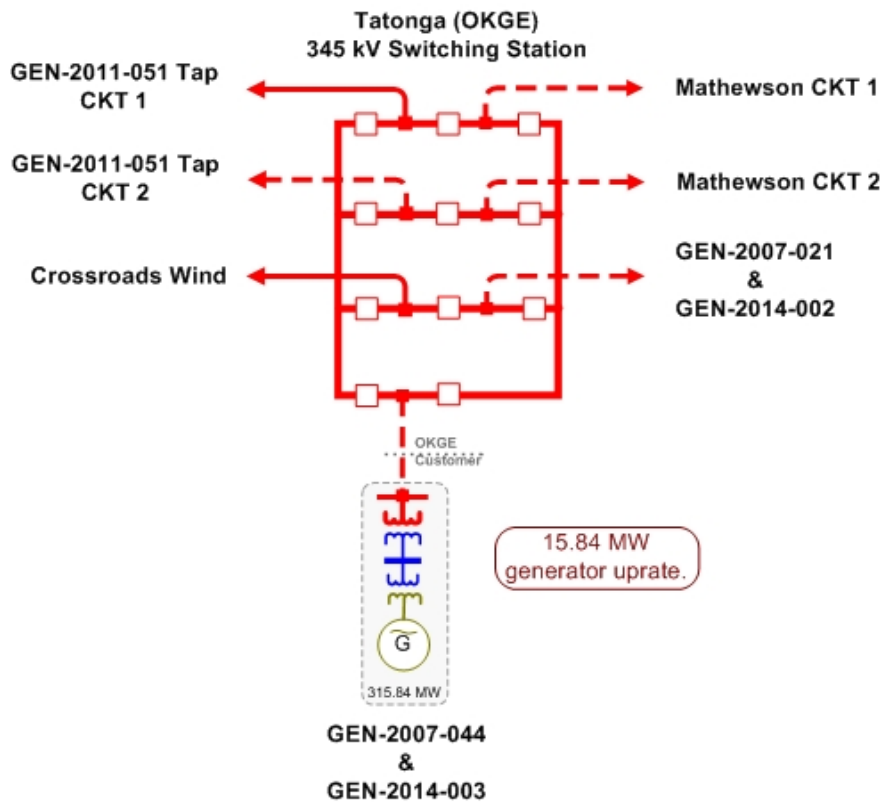 Tatonga (OKGE)
345 kV Switching Station
GEN-2011-051 Tap
CKT 1
Mathewson CKT 1
GEN-2011-051 Tap
CKT 2
Mathewson CKT 2
Crossroads Wind
GEN-2007-021
&
GEN-2014-002
OKGE
Customer
15.84 MW
generator uprate.
G
315.84 MW
GEN-2007-044
&
GEN-2014-003